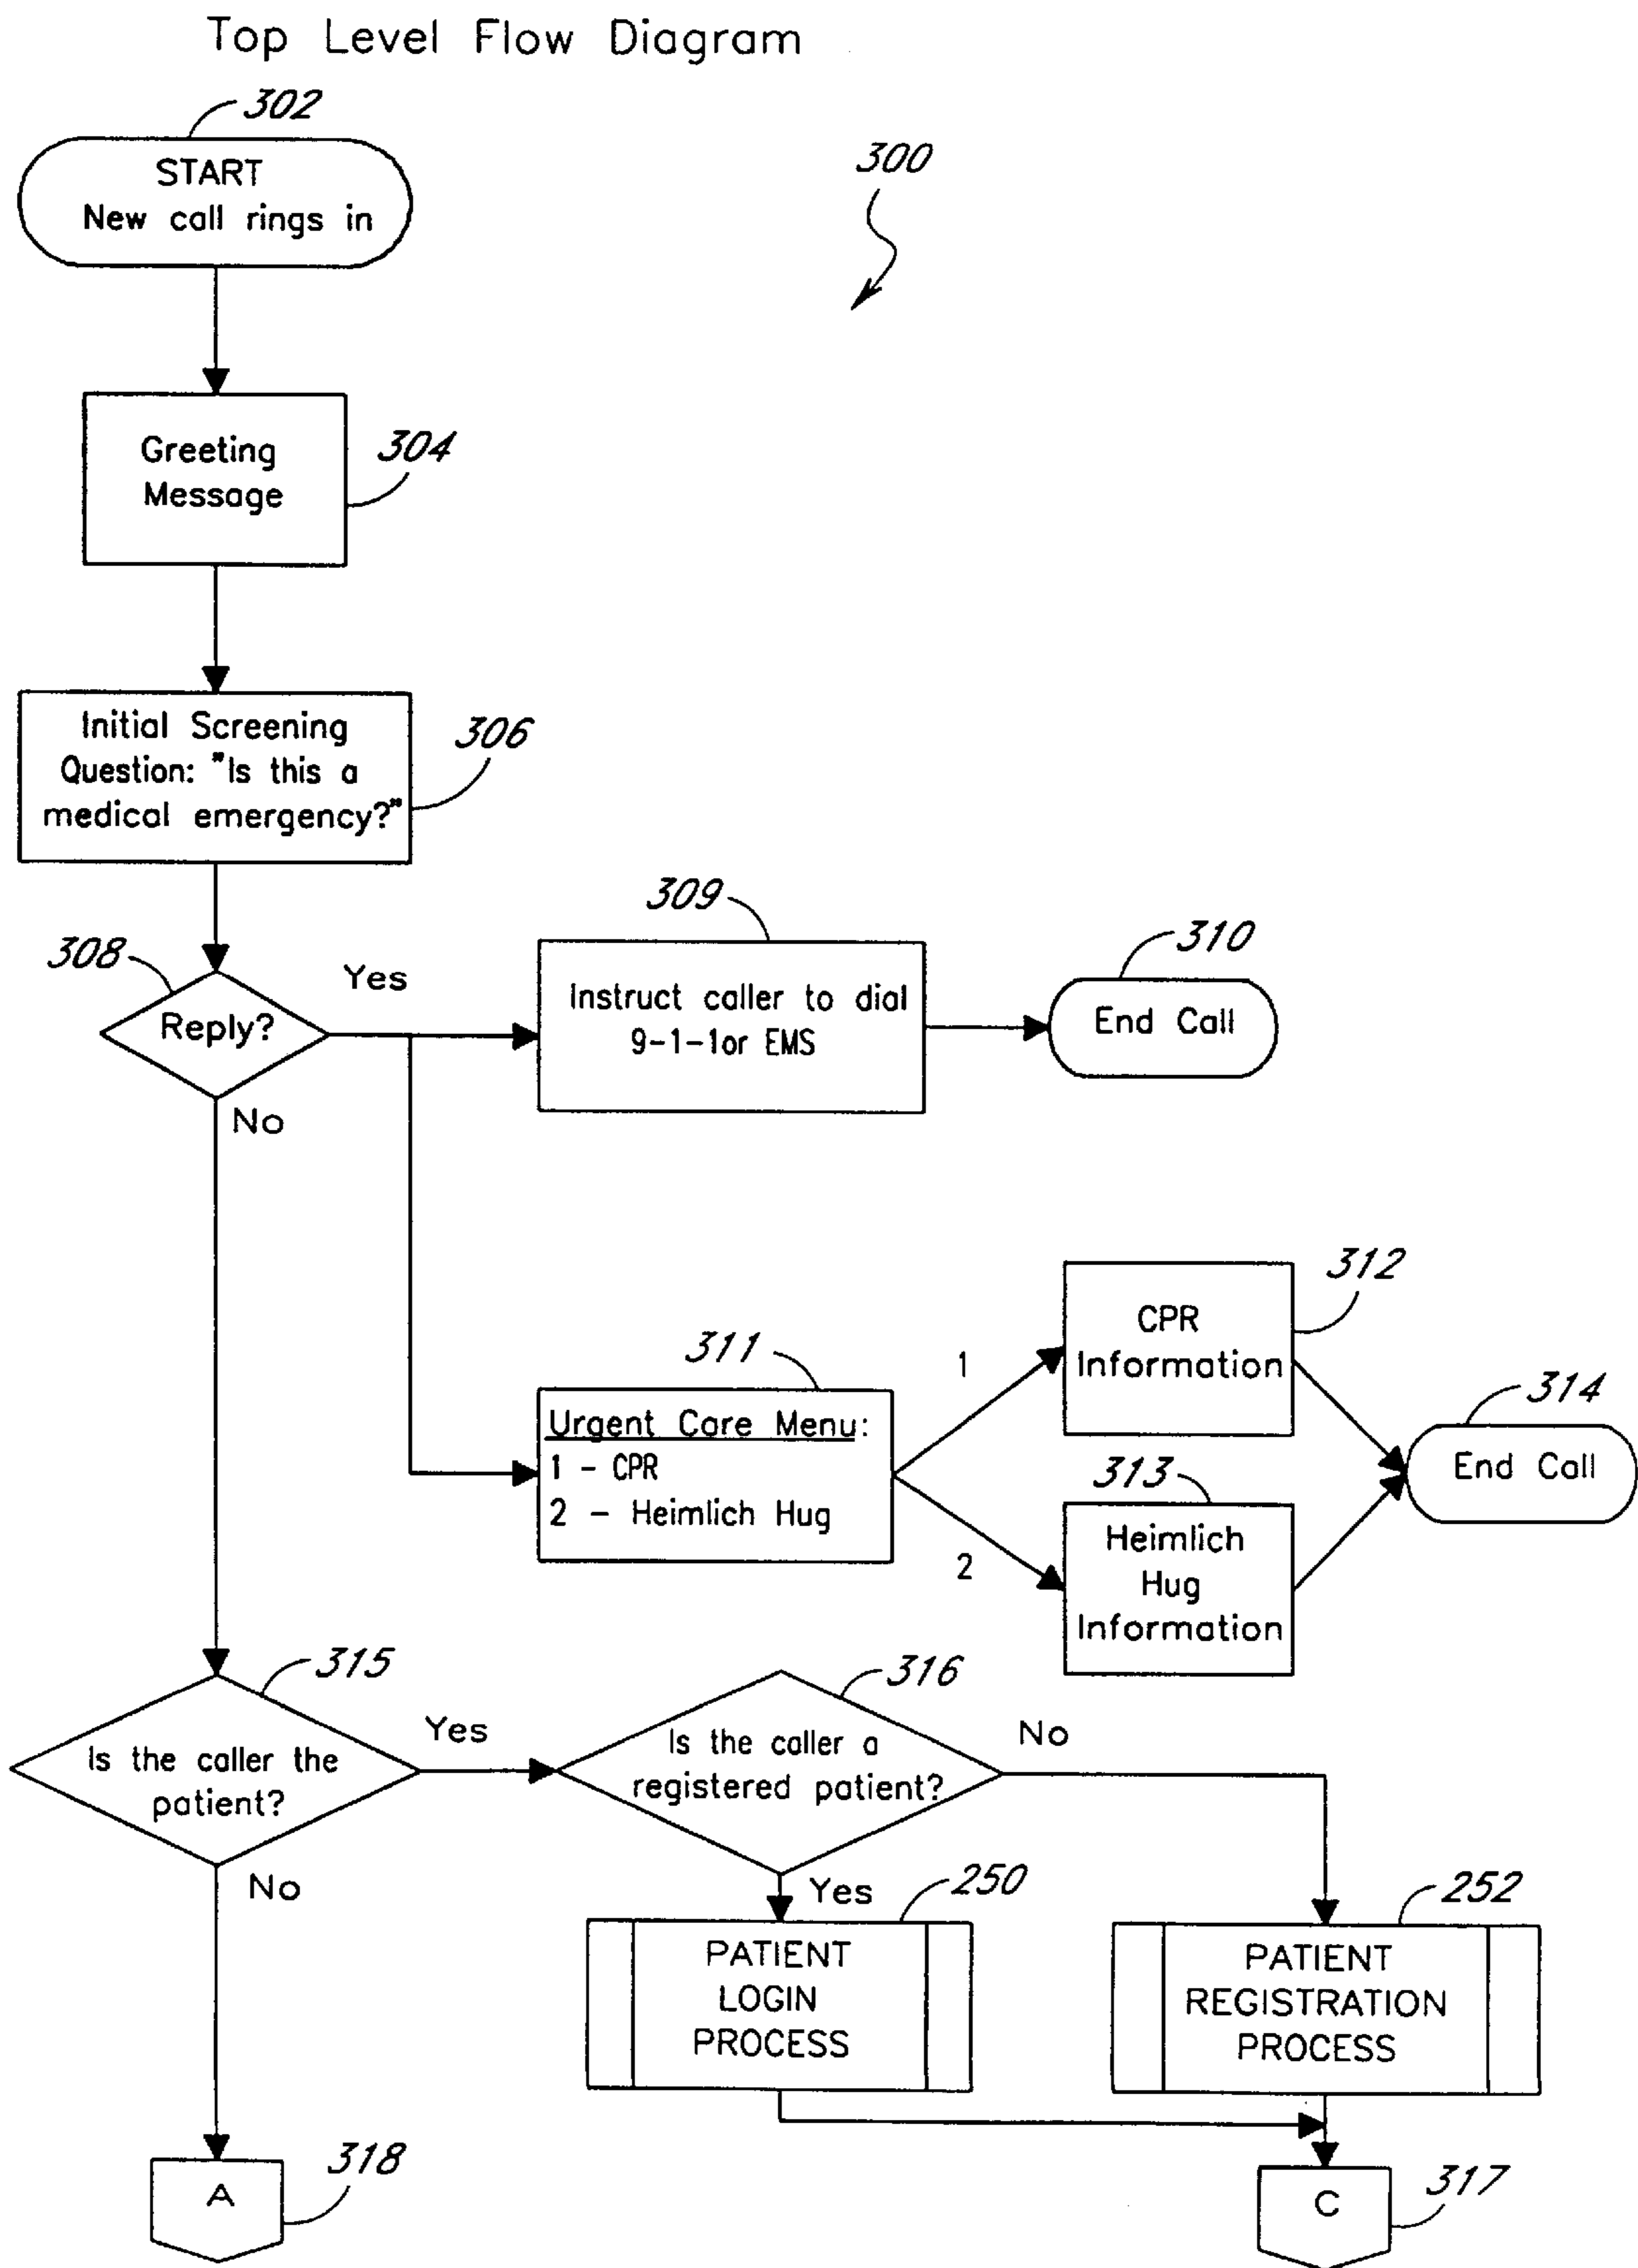 Top Level Flow Diagram
302
START
New call rings in
300
Greeting
Message
304
Initial Screening
Question: "Is this a
medical emergency?"
306
308
Reply?
Yes
No
309
Instruct caller to dial
9-1-1or EMS
310
End Call
311
Urgent Care Menu:
1 - CPR
2 - Heimlich Hug
1
2
312
CPR
Information
313
Heimlich
Hug
Information
314
End Call
315
Is the caller the
patient?
Yes
No
316
Is the caller a
registered patient?
No
Yes
250
PATIENT
LOGIN
PROCESS
252
PATIENT
REGISTRATION
PROCESS
A
318
C
317